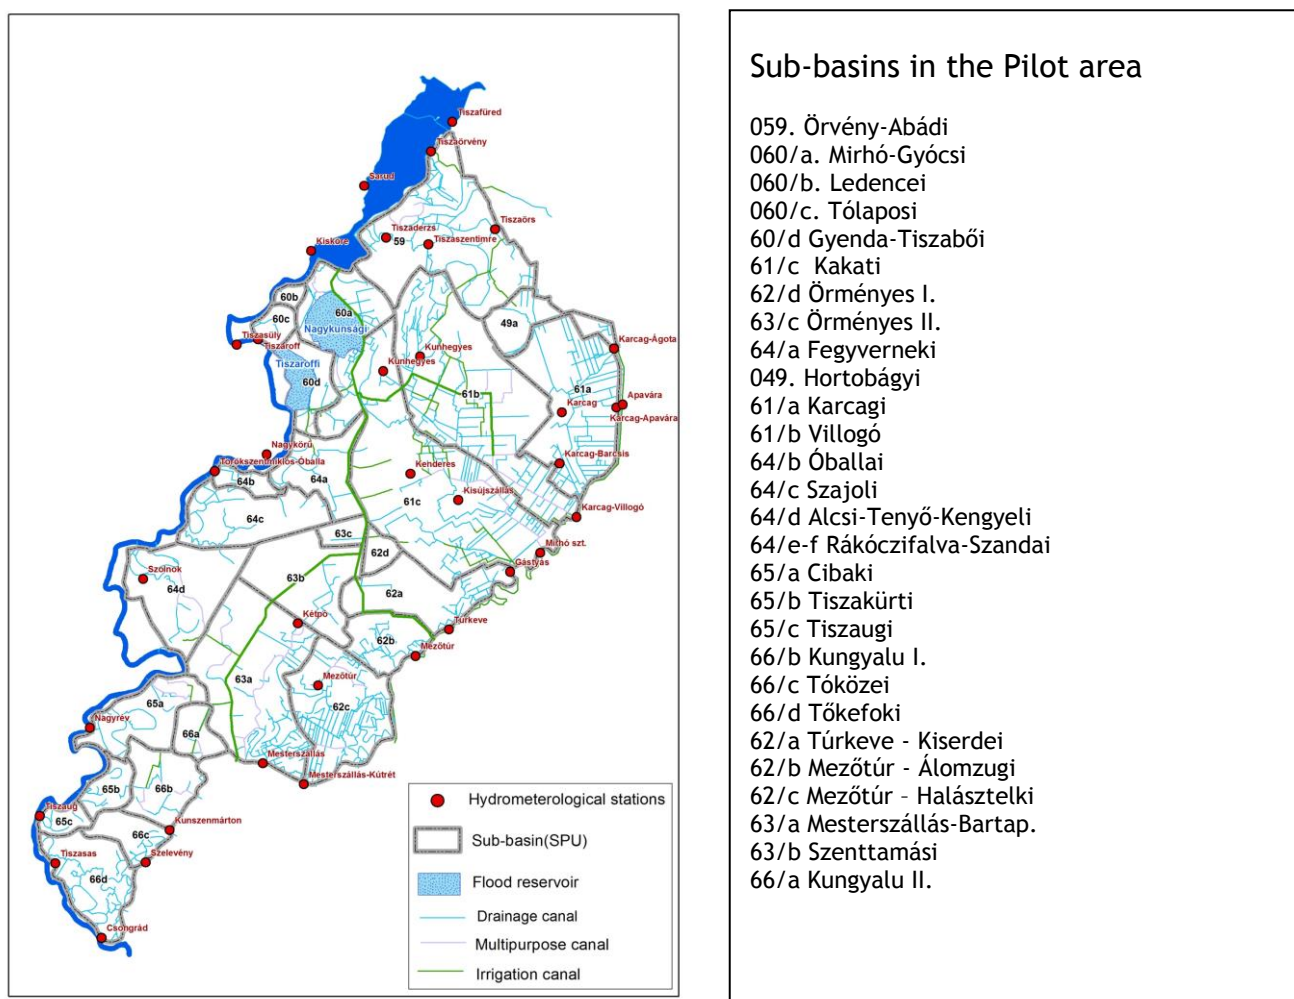 Tiszafüred
Tiszaörvény
Sarud
Tiszaörs
Tiszaderzs
59
Tiszaszentimre
Kisköre
60b
60a
60c
Nagykunsági
49a
Tiszasüly
Tiszaroff
Karcag-Ágota
Kunhegyes
Tiszaroffi
Kunhegyes
60d
61b
61a
Apavára
Karcag
Karcag-Apavára
Nagykörű
Törökszentmiklós-Óballa
Karcag-Barcsis
Kenderes
64b
64a
Kisújszállás
61c
Karcag-Villogó
64c
63c
62d
Mirhó szt.
Gástyás
Szolnok
63b
64d
62a
Kétpó
Túrkeve
62b
Mezőtúr
63a
Mezőtúr
65a
62c
Nagyrév
66a
Mesterszállás
Mesterszállás-Kútrét
65b
66b
Tiszaug
65c
Kunszenmárton
66c
Tiszasas
Szelevény
66d
Csongrád
Hydrometerological stations
Sub-basin(SPU)
Flood reservoir
Drainage canal
Multipurpose canal
Irrigation canal
Sub-basins in the Pilot area
059. Örvény-Abádi
060/a. Mirhó-Gyócsi
060/b. Ledencei
060/c. Tólaposi
60/d Gyenda-Tiszabői
61/c Kakati
62/d Örményes I.
63/c Örményes II.
64/a Fegyverneki
049. Hortobágyi
61/a Karcagi
61/b Villogó
64/b Óballai
64/c Szajoli
64/d Alcsi-Tenyő-Kengyeli
64/e-f Rákóczifalva-Szandai
65/a Cibaki
65/b Tiszakürti
65/c Tiszaugi
66/b Kungyalu I.
66/c Tóközei
66/d Tőkefoki
62/a Túrkeve - Kiserdei
62/b Mezőtúr - Álomzugi
62/c Mezőtúr – Halásztelki
63/a Mesterszállás-Bartap.
63/b Szenttamási
66/a Kungyalu II.